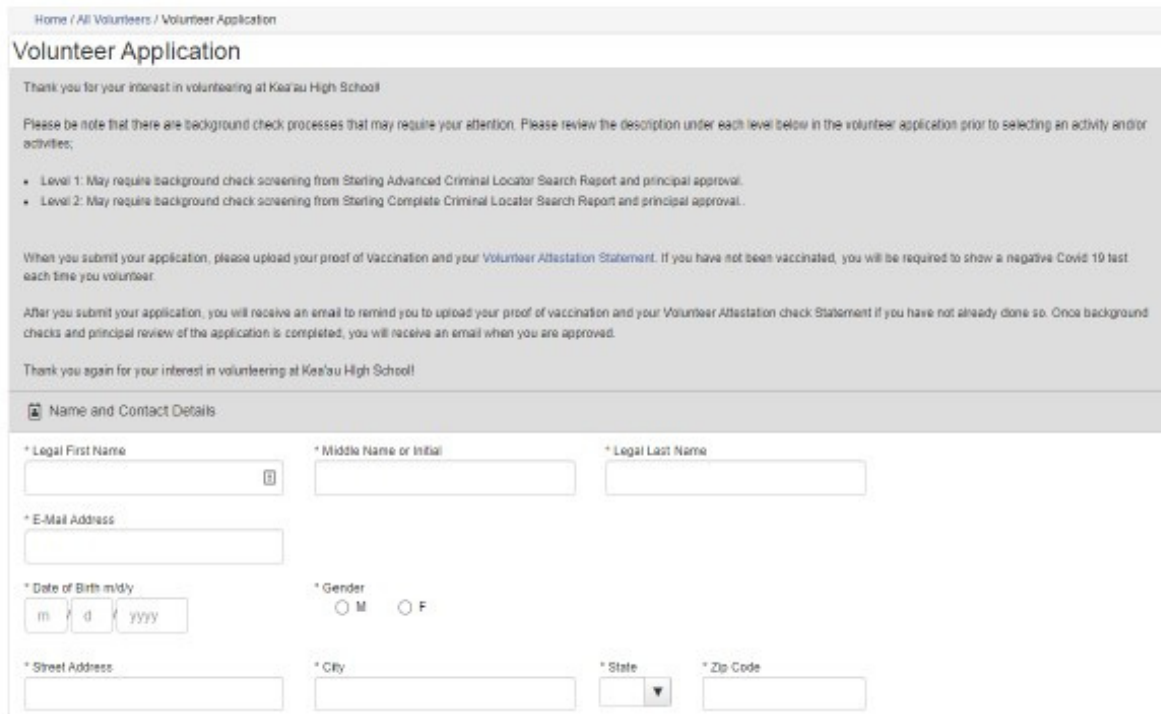 Home / All Volunteers / Volunteer Application
Volunteer Application
Thank you for your interest in volunteering at Kea'au High School!
Please be note that there are background check processes that may require your attention. Please review the description under each level below in the volunteer application prior to selecting an activity and/or
activities;
• Level 1: May require background check screening from Sterling Advanced Criminal Locator Search Report and principal approval.
• Level 2: May require background check screening from Sterling Complete Criminal Locator Search Report and principal approval..
When you submit your application, please upload your proof of Vaccination and your Volunteer Attestation Statement. If you have not been vaccinated, you will be required to show a negative Covid 19 test
each time you volunteer.
After you submit your application, you will receive an email to remind you to upload your proof of vaccination and your Volunteer Attestation check Statement if you have not already done so. Once background
checks and principal review of the application is completed, you will receive an email when you are approved.
Thank you again for your interest in volunteering at Kea'au High School!
Name and Contact Details
* Legal First Name * Middle Name or Initial * Legal Last Name
* E-Mail Address
* Date of Birth m/d/y * Gender
m / d / yyyy M F
* Street Address * City * State * Zip Code